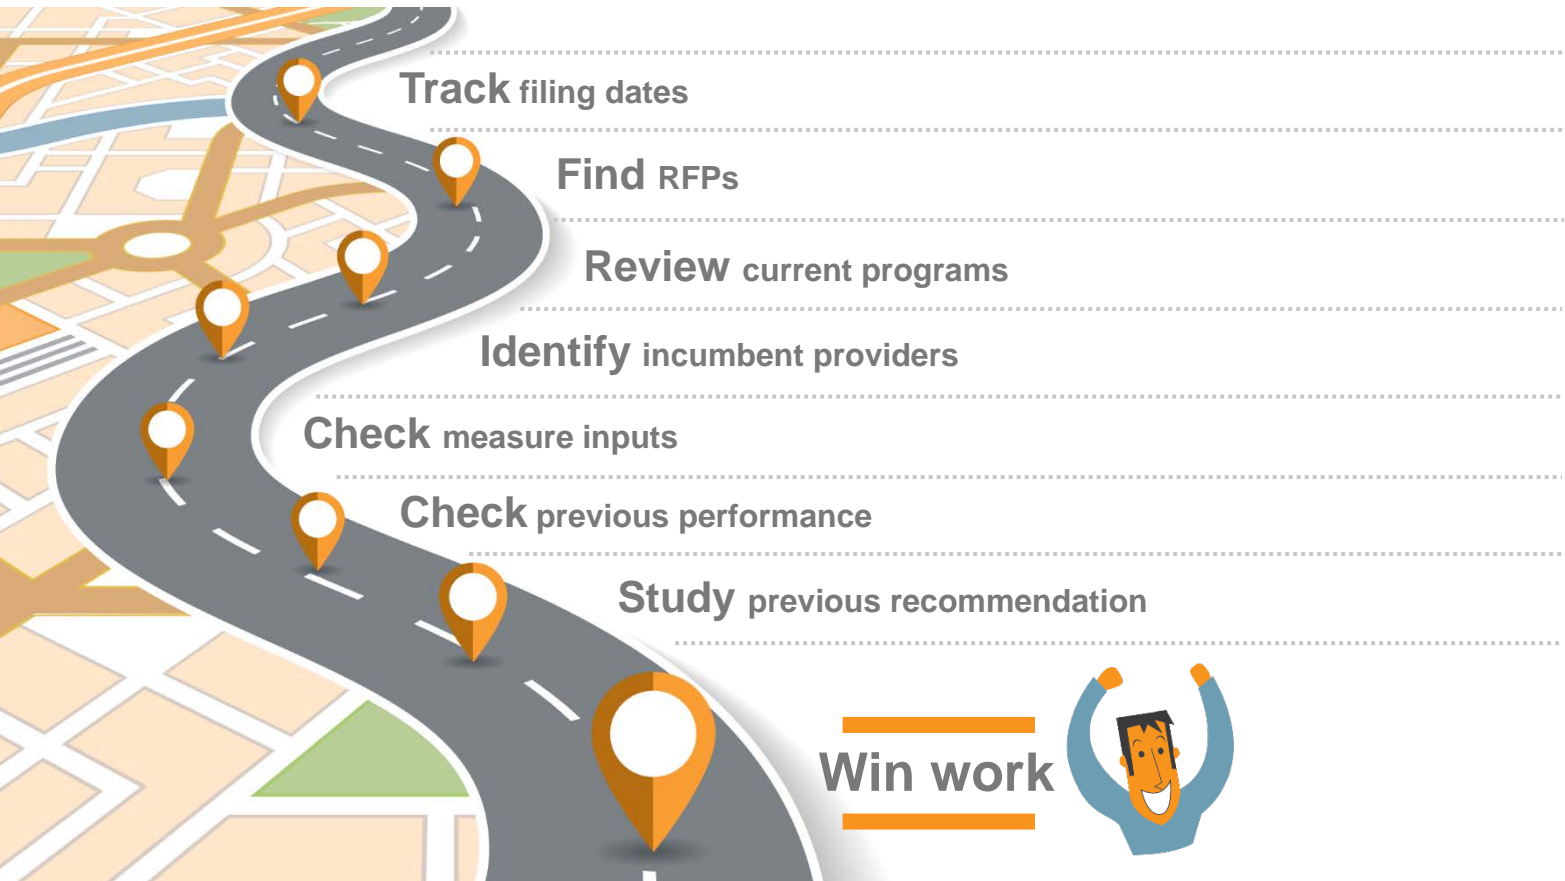 Track filing dates
Find RFPs
Review current programs
Identify incumbent providers
Check measure inputs
Check previous performance
Study previous recommendation
Win work